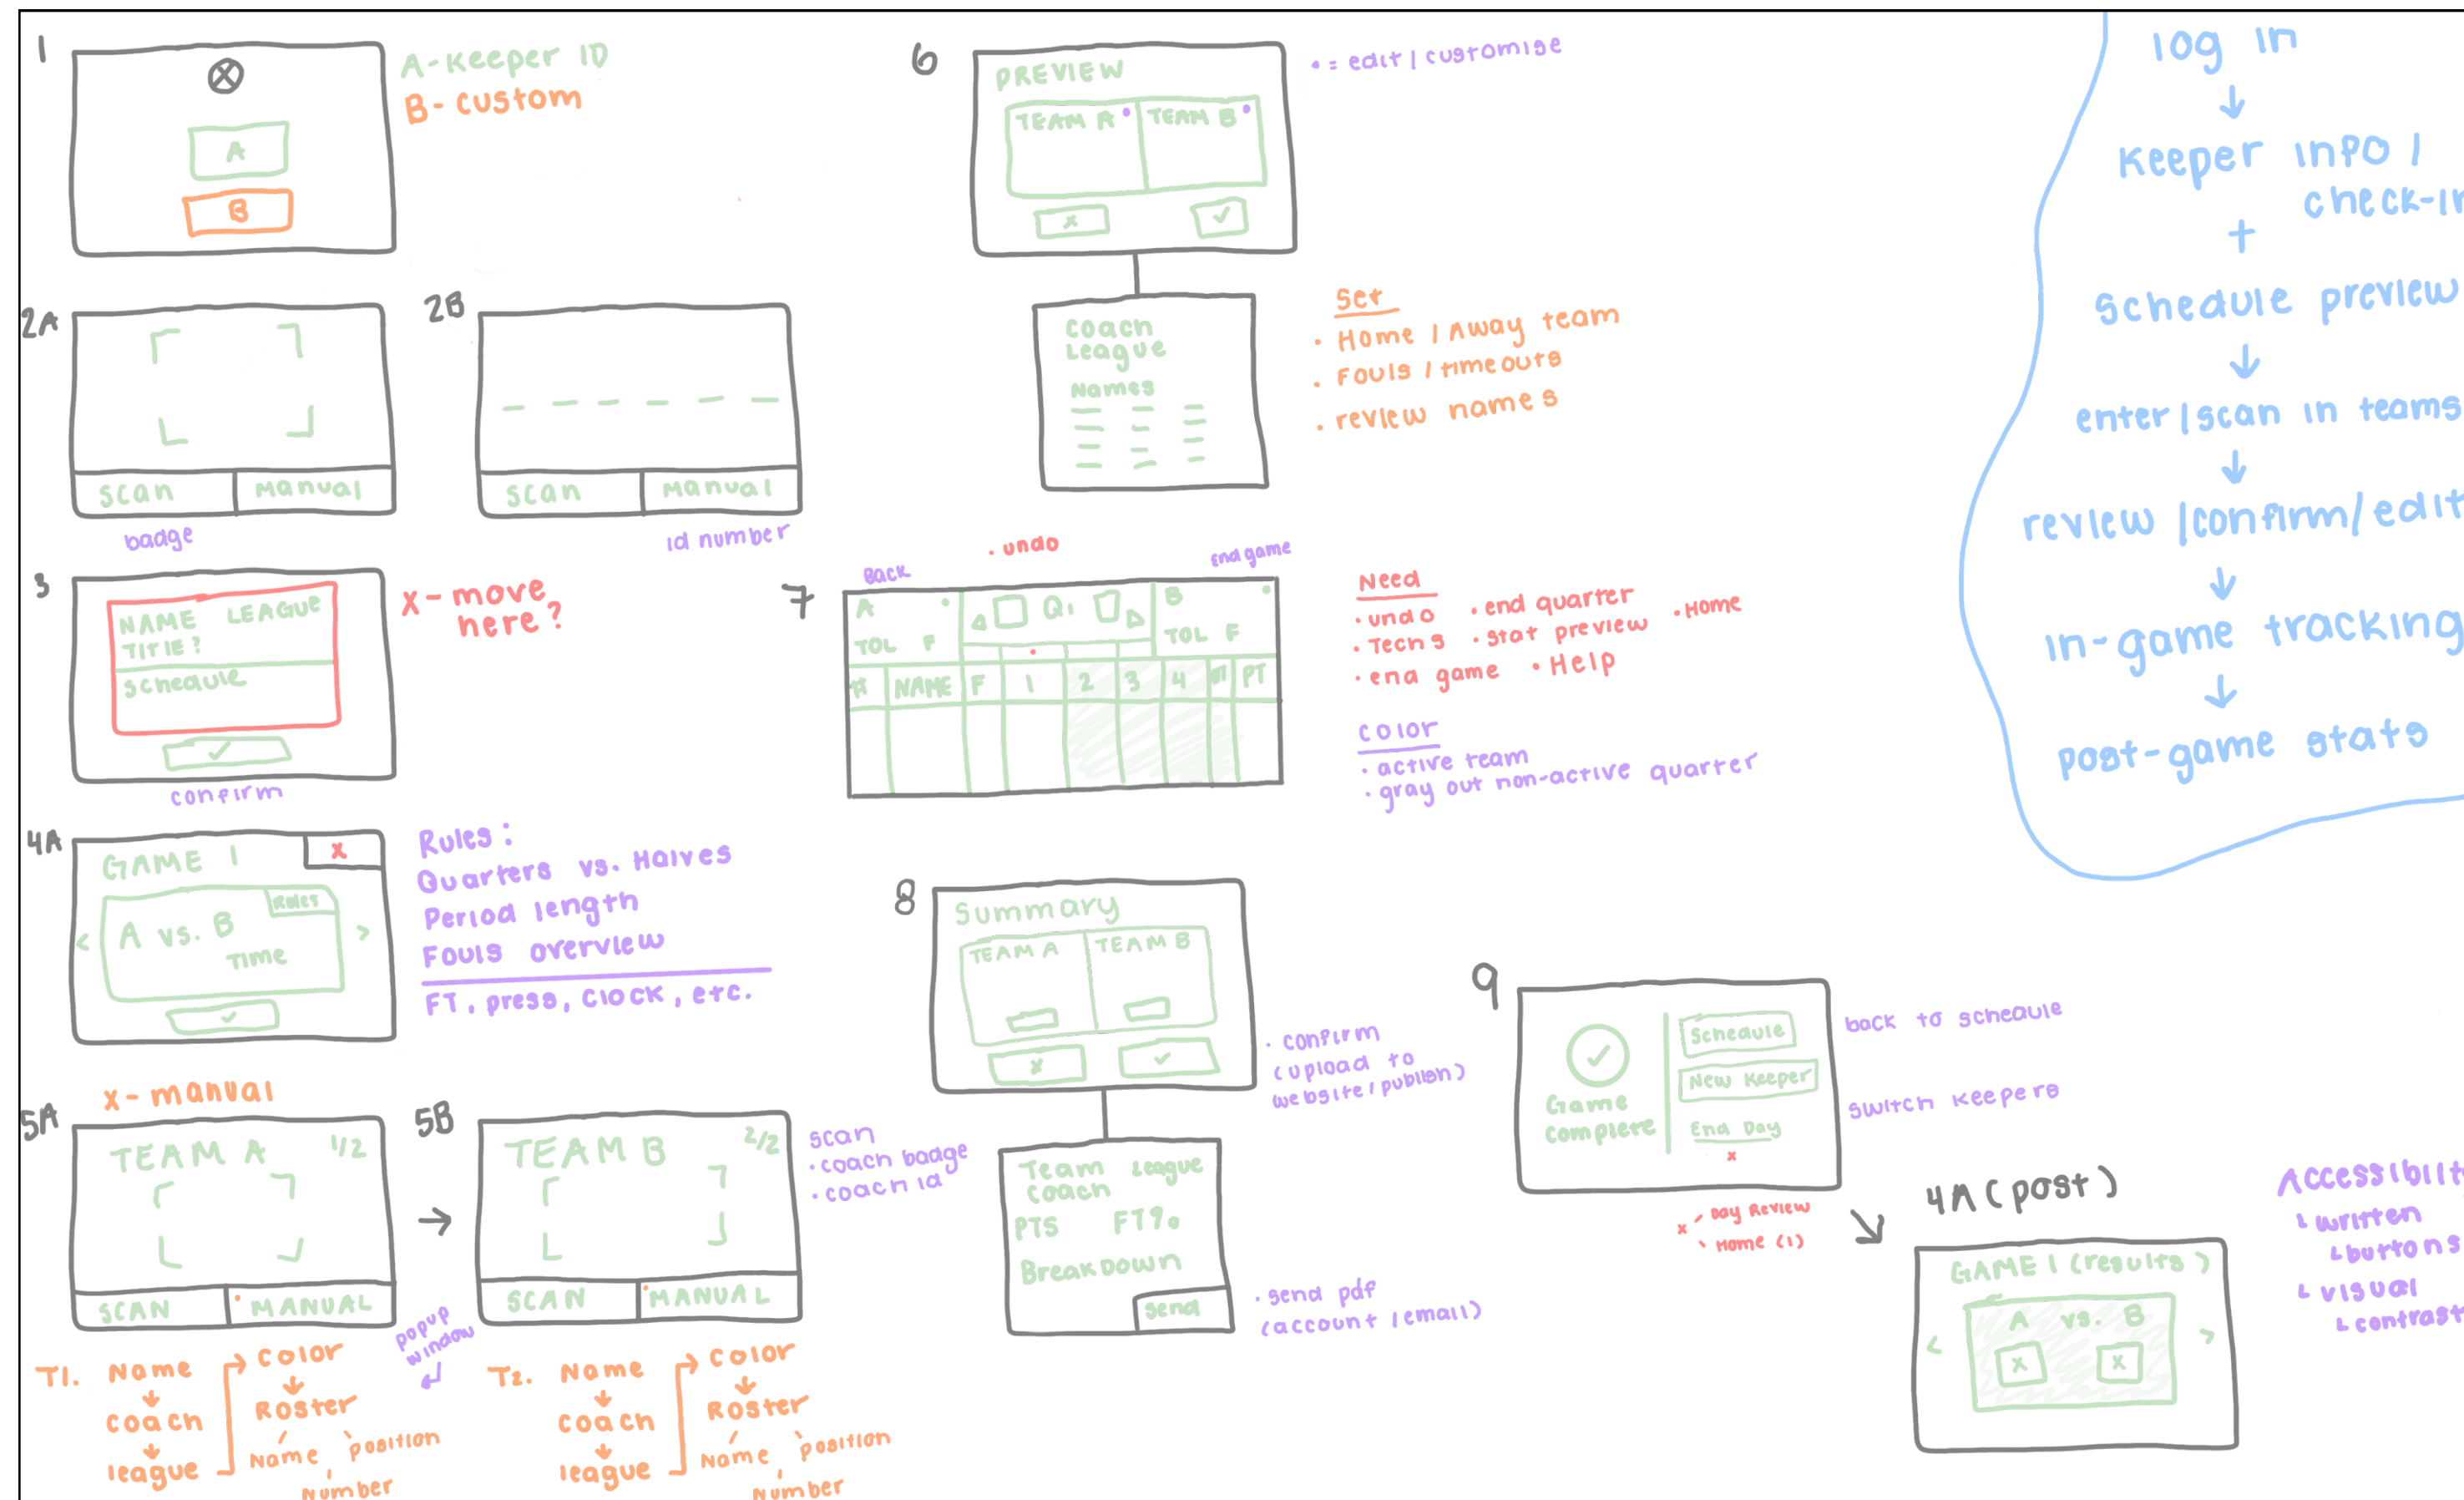 1
A - Keeper ID
B - custom
A
B
2A
SCAN
MANUAL
badge
2B
SCAN
MANUAL
id number
3
NAME LEAGUE
TITLE?
schedule
confirm
X - move
here?
4A
GAME 1
X
Rules
A vs. B
TIME
<
>
Rules:
Quarters vs. Halves
Period length
Fouls overview
FT, press, clock, etc.
X - manual
5A
TEAM A
1/2
SCAN
MANUAL
→
5B
TEAM B
2/2
SCAN
MANUAL
scan
• coach badge
• coach id
popup
window
T1. Name
↓
coach
↓
league
→ color
↓
Roster
Name position
Number
T2. Name
↓
coach
↓
league
→ color
↓
Roster
Name position
Number
6
PREVIEW
TEAM A • TEAM B •
X ✓
• = edit / customise
coach
League
Names
Set
• Home / Away team
• Fouls / timeouts
• review names
7
Back
• undo
End game
A
TOL F
Q1
B
TOL F
# NAME F 1 2 3 4 OT PT
Need
• undo • end quarter
• Techs • stat preview • Home
• end game • Help
color
• active team
• gray out non-active quarter
8
Summary
TEAM A TEAM B
X ✓
• confirm
(upload to
website / publish)
Team League
coach
PTS FT%
Breakdown
send
• send pdf
(account / email)
9
✓
Game
complete
Schedule
New Keeper
End Day
x
back to schedule
switch keepers
x Day Review
Home (1)
4A (post)
GAME 1 (results)
A vs. B
X X
<
>
log in
↓
Keeper info /
check-in
+
schedule preview
↓
enter / scan in teams
↓
review / confirm / edit
↓
in-game tracking
↓
post-game stats
Accessibilit
written
buttons
visual
contrast